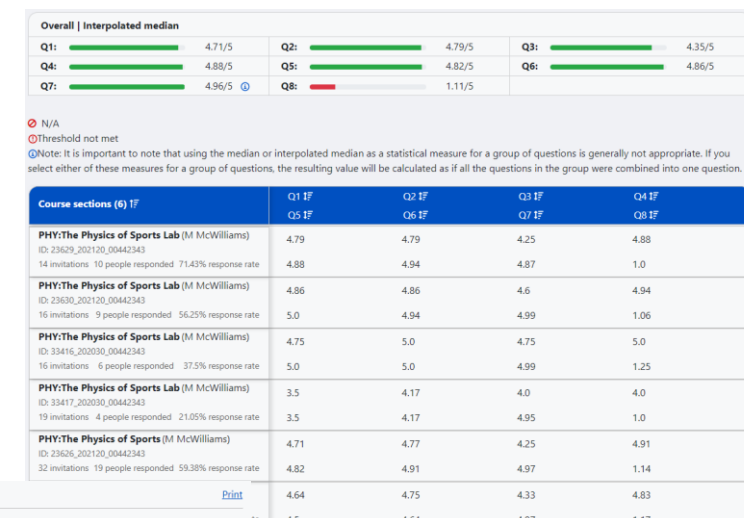 Overall | Interpolated median
Q1: 4.71/5 Q2: 4.79/5 Q3: 4.35/5
Q4: 4.88/5 Q5: 4.82/5 Q6: 4.86/5
Q7: 4.96/5 Q8: 1.11/5
N/A
Threshold not met
Note: It is important to note that using the median or interpolated median as a statistical measure for a group of questions is generally not appropriate. If you
select either of these measures for a group of questions, the resulting value will be calculated as if all the questions in the group were combined into one question.
Course sections (6)
Q1 Q2 Q3 Q4
Q5 Q6 Q7 Q8
PHY:The Physics of Sports Lab (M McWilliams)
ID: 23629_202120_00442343
14 invitations 10 people responded 71.43% response rate
4.79 4.79 4.25 4.88
4.88 4.94 4.87 1.0
PHY:The Physics of Sports Lab (M McWilliams)
ID: 23630_202120_00442343
16 invitations 9 people responded 56.25% response rate
4.86 4.86 4.6 4.94
5.0 4.94 4.99 1.06
PHY:The Physics of Sports Lab (M McWilliams)
ID: 33416_202030_00442343
16 invitations 6 people responded 37.5% response rate
4.75 5.0 4.75 5.0
5.0 5.0 4.99 1.25
PHY:The Physics of Sports Lab (M McWilliams)
ID: 33417_202030_00442343
19 invitations 4 people responded 21.05% response rate
3.5 4.17 4.0 4.0
3.5 4.17 4.95 1.0
PHY:The Physics of Sports (M McWilliams)
ID: 23626_202120_00442343
32 invitations 19 people responded 59.38% response rate
4.71 4.77 4.25 4.91
4.82 4.91 4.97 1.14
Print
4.64 4.75 4.33 4.83